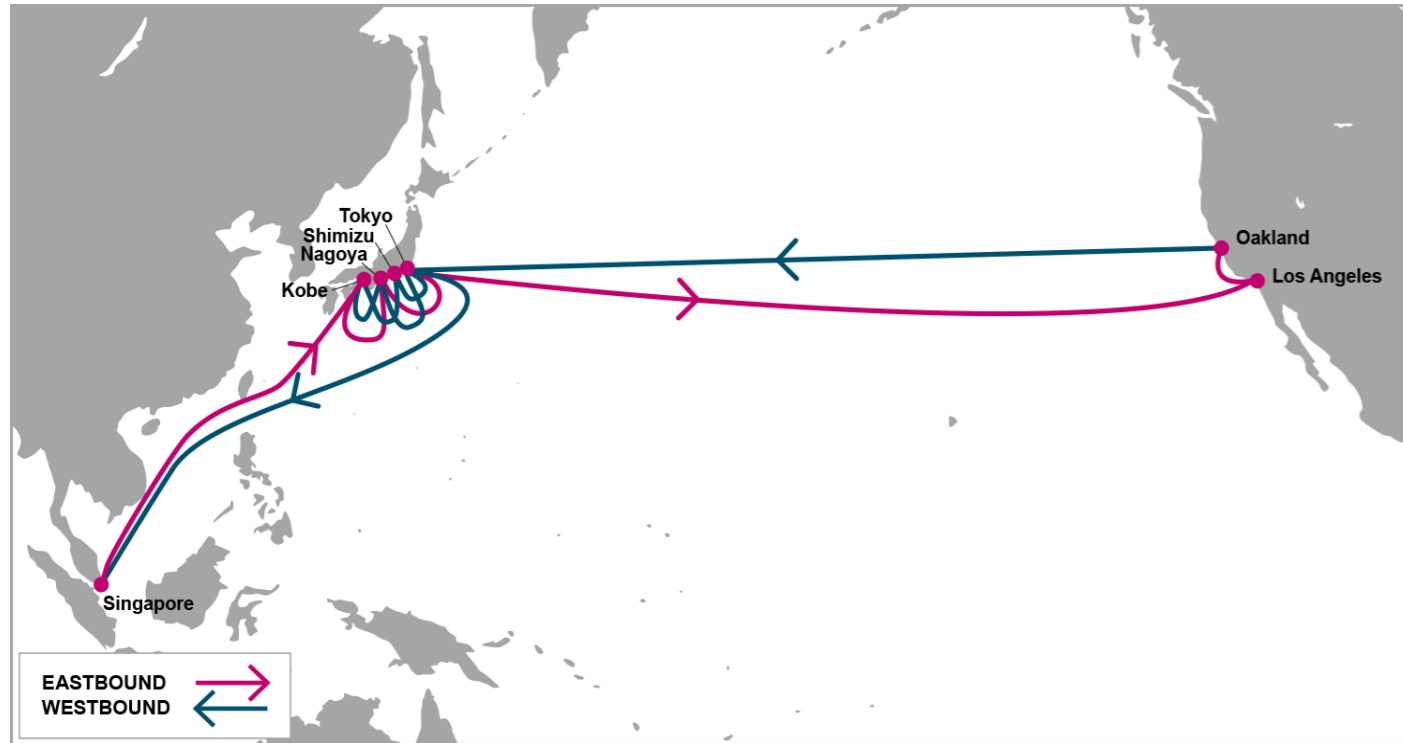 Tokyo
Shimizu
Nagoya
Kobe
Oakland
Los Angeles
Singapore
EASTBOUND
WESTBOUND